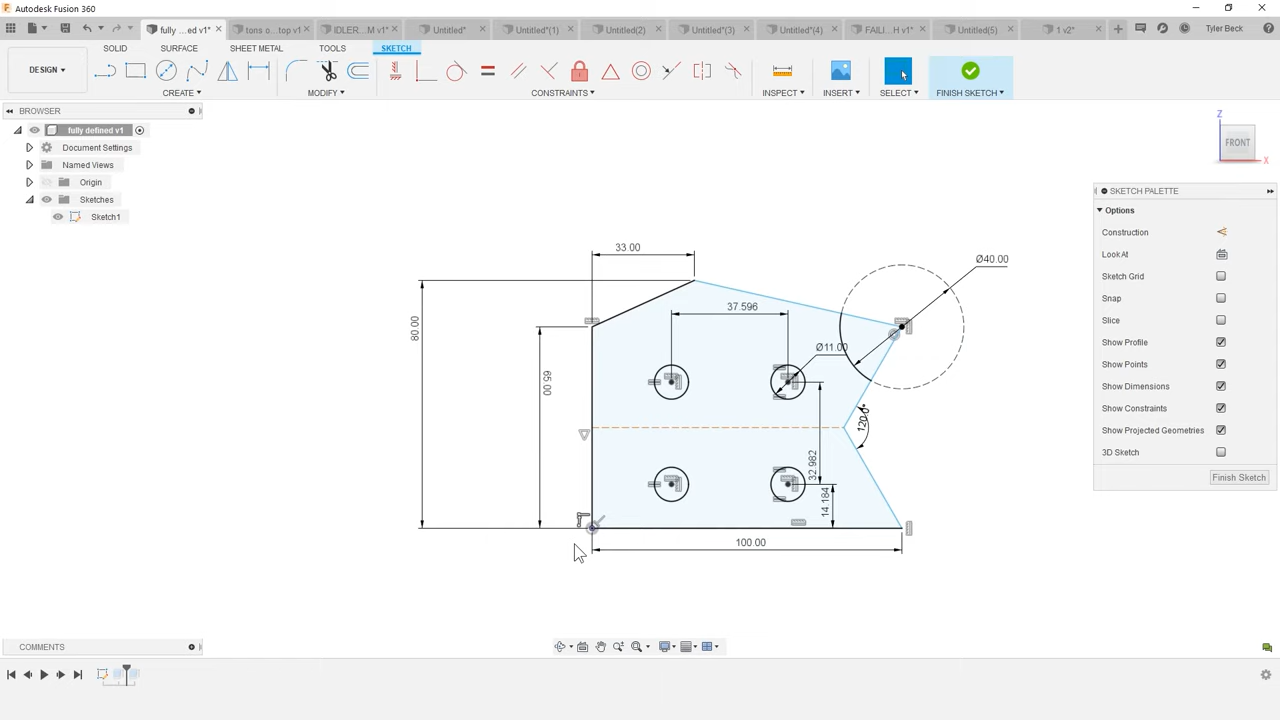 Autodesk Fusion 360
fully ...ed v1*
tons o...top v1*
IDLER...M v1*
Untitled*
Untitled*(1)
Untitled*(2)
Untitled*(3)
Untitled*(4)
FAILI...H v1*
Untitled(5)
1 v2*
Tyler Beck
SOLID
SURFACE
SHEET METAL
TOOLS
SKETCH
DESIGN
CREATE
MODIFY
CONSTRAINTS
INSPECT
INSERT
SELECT
FINISH SKETCH
BROWSER
fully defined v1
Document Settings
Named Views
Origin
Sketches
Sketch1
Z
FRONT
X
SKETCH PALETTE
Options
Construction
Look At
Sketch Grid
Snap
Slice
Show Profile
Show Points
Show Dimensions
Show Constraints
Show Projected Geometries
3D Sketch
Finish Sketch
33.00
Ø40.00
37.596
80.00
Ø11.00
65.00
120.0°
32.982
14.184
100.00
COMMENTS